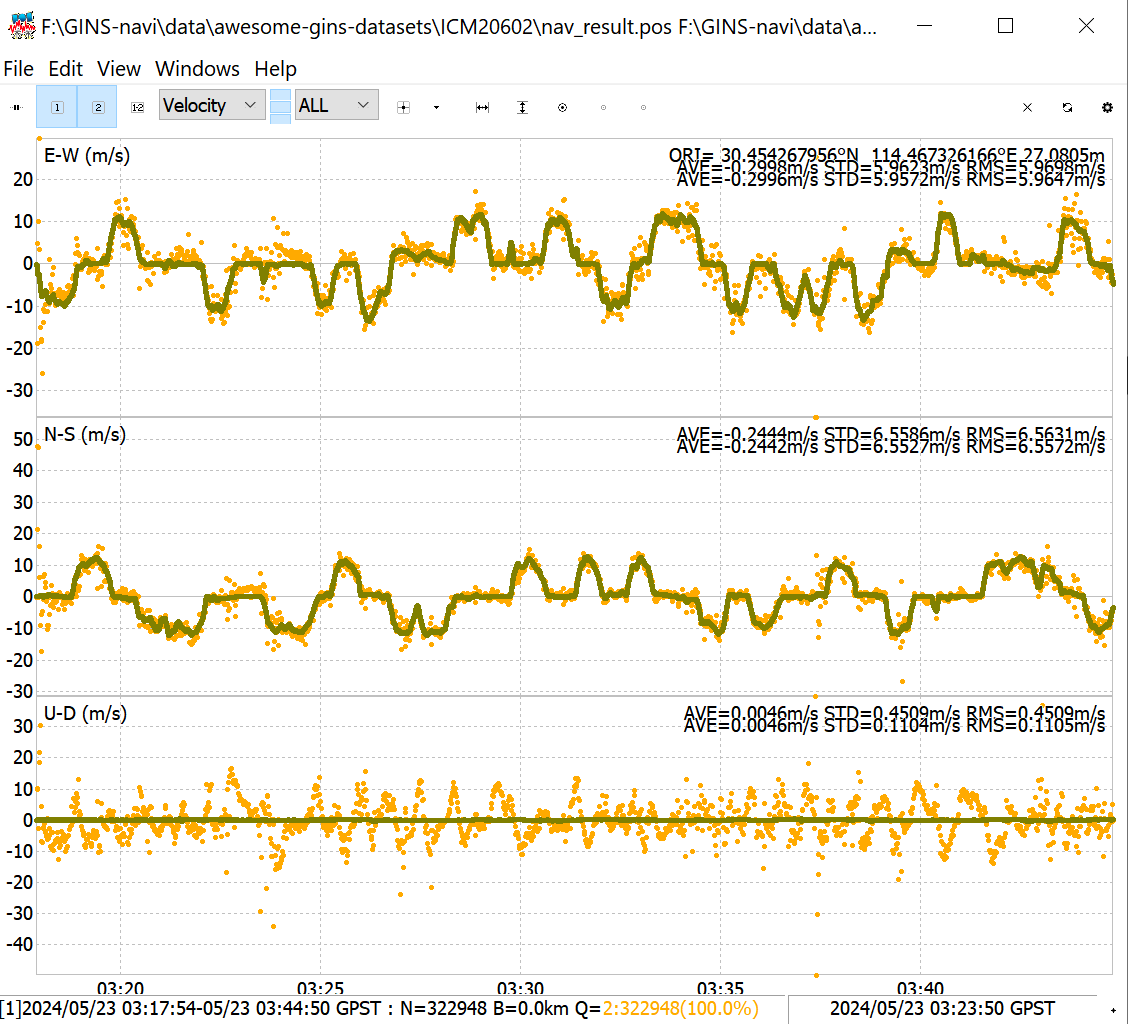 F:\GINS-navi\data\awesome-gins-datasets\ICM20602\nav_result.pos F:\GINS-navi\data\a...
File Edit View Windows Help
1 2 1-2 Velocity ALL
E-W (m/s)
ORI= 30.454267956°N 114.467326166°E 27.0805m
AVE=-0.2998m/s STD=5.9623m/s RMS=5.9698m/s
AVE=-0.2996m/s STD=5.9572m/s RMS=5.9647m/s
20
10
0
-10
-20
-30
N-S (m/s)
AVE=-0.2444m/s STD=6.5586m/s RMS=6.5631m/s
AVE=-0.2442m/s STD=6.5527m/s RMS=6.5572m/s
50
40
30
20
10
0
-10
-20
-30
U-D (m/s)
AVE=0.0046m/s STD=0.4509m/s RMS=0.4509m/s
AVE=0.0046m/s STD=0.1104m/s RMS=0.1105m/s
30
20
10
0
-10
-20
-30
-40
03:20 03:25 03:30 03:35 03:40
[1]2024/05/23 03:17:54-05/23 03:44:50 GPST : N=322948 B=0.0km Q=2:322948(100.0%)
2024/05/23 03:23:50 GPST